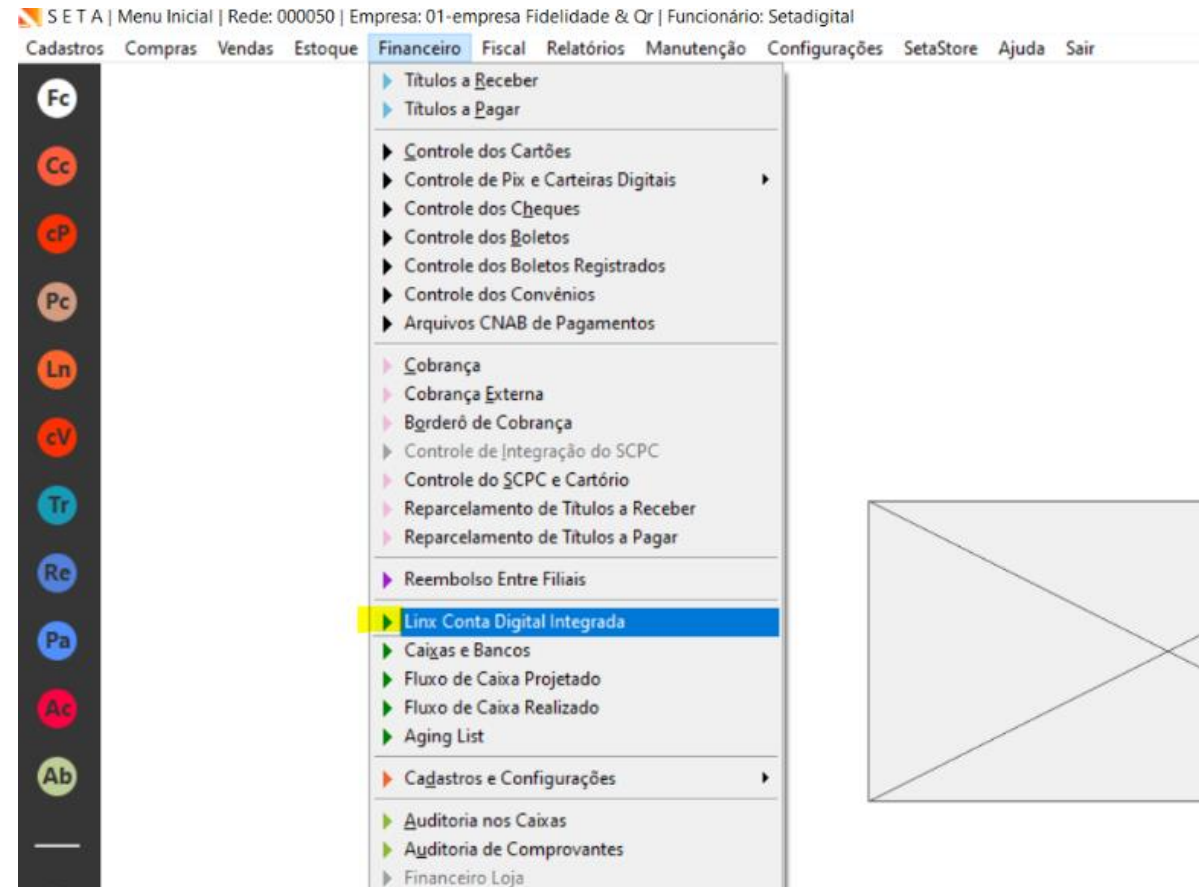 S E T A | Menu Inicial | Rede: 000050 | Empresa: 01-empresa Fidelidade & Qr | Funcionário: Setadigital
Cadastros Compras Vendas Estoque Financeiro Fiscal Relatórios Manutenção Configurações SetaStore Ajuda Sair
Fc
Cc
cP
Pc
Ln
cV
Tr
Re
Pa
Ac
Ab
Títulos a Receber
Títulos a Pagar
Controle dos Cartões
Controle de Pix e Carteiras Digitais
Controle dos Cheques
Controle dos Boletos
Controle dos Boletos Registrados
Controle dos Convênios
Arquivos CNAB de Pagamentos
Cobrança
Cobrança Externa
Borderô de Cobrança
Controle de Integração do SCPC
Controle do SCPC e Cartório
Reparcelamento de Títulos a Receber
Reparcelamento de Títulos a Pagar
Reembolso Entre Filiais
Linx Conta Digital Integrada
Caixas e Bancos
Fluxo de Caixa Projetado
Fluxo de Caixa Realizado
Aging List
Cadastros e Configurações
Auditoria nos Caixas
Auditoria de Comprovantes
Financeiro Loja